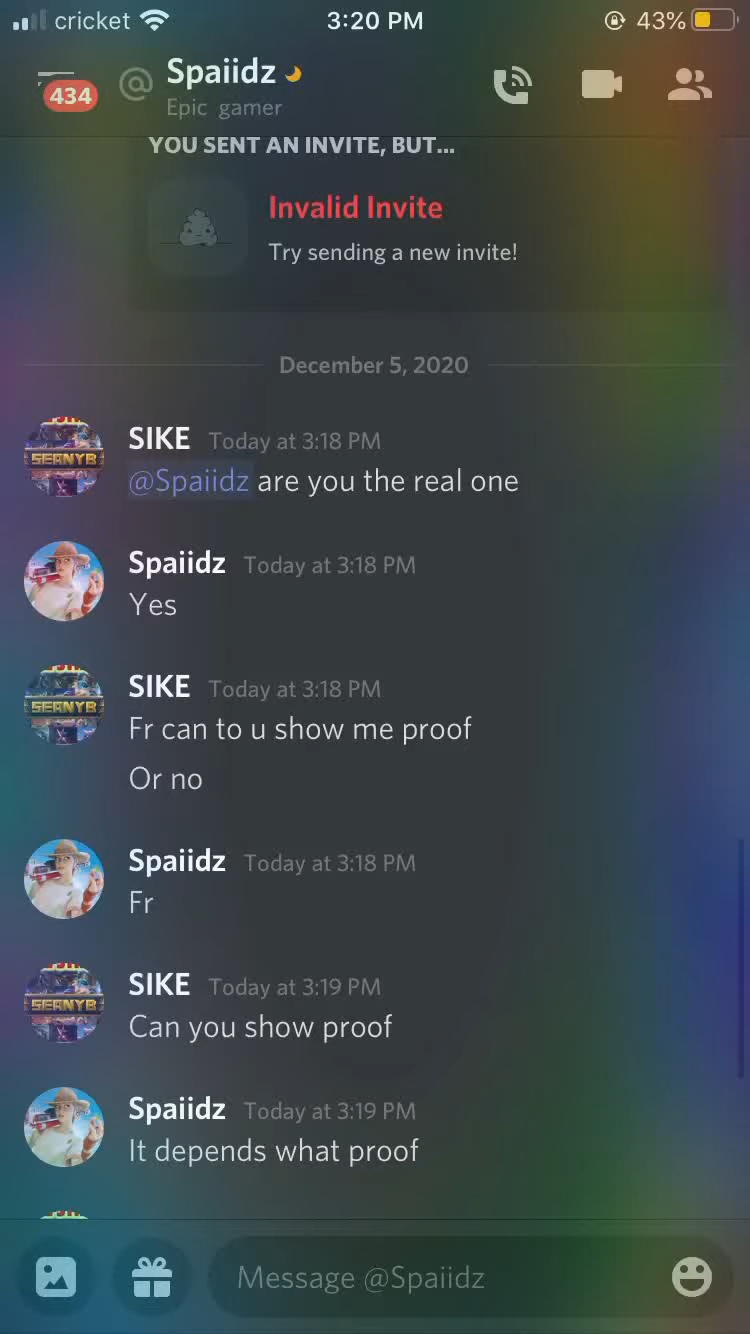 cricket 3:20 PM 43%
434 @ Spaiidz
Epic gamer
YOU SENT AN INVITE, BUT...
Invalid Invite
Try sending a new invite!
December 5, 2020
SIKE Today at 3:18 PM
@Spaiidz are you the real one
Spaiidz Today at 3:18 PM
Yes
SIKE Today at 3:18 PM
Fr can to u show me proof
Or no
Spaiidz Today at 3:18 PM
Fr
SIKE Today at 3:19 PM
Can you show proof
Spaiidz Today at 3:19 PM
It depends what proof
Message @Spaiidz